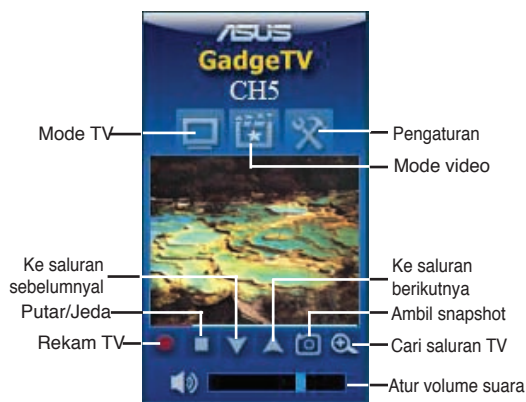 ASUS
GadgeTV
CH5
Mode TV
Pengaturan
Mode video
Ke saluran
sebelumnyal
Ke saluran
berikutnya
Putar/Jeda
Ambil snapshot
Rekam TV
Cari saluran TV
Atur volume suara